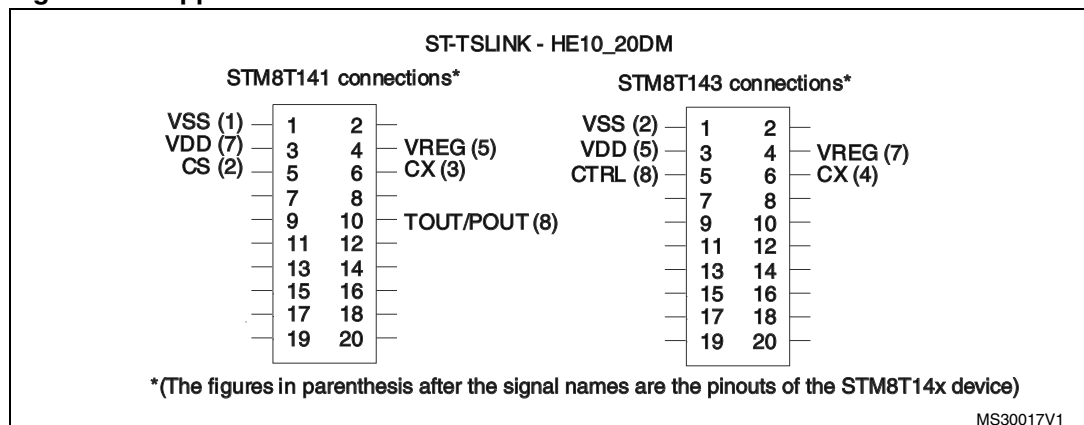 ST-TSLINK - HE10_20DM
STM8T141 connections*
VSS (1) 1 2
VDD (7) 3 4 VREG (5)
CS (2) 5 6 CX (3)
7 8
9 10 TOUT/POUT (8)
11 12
13 14
15 16
17 18
19 20
STM8T143 connections*
VSS (2) 1 2
VDD (5) 3 4 VREG (7)
CTRL (8) 5 6 CX (4)
7 8
9 10
11 12
13 14
15 16
17 18
19 20
*(The figures in parenthesis after the signal names are the pinouts of the STM8T14x device)
MS30017V1